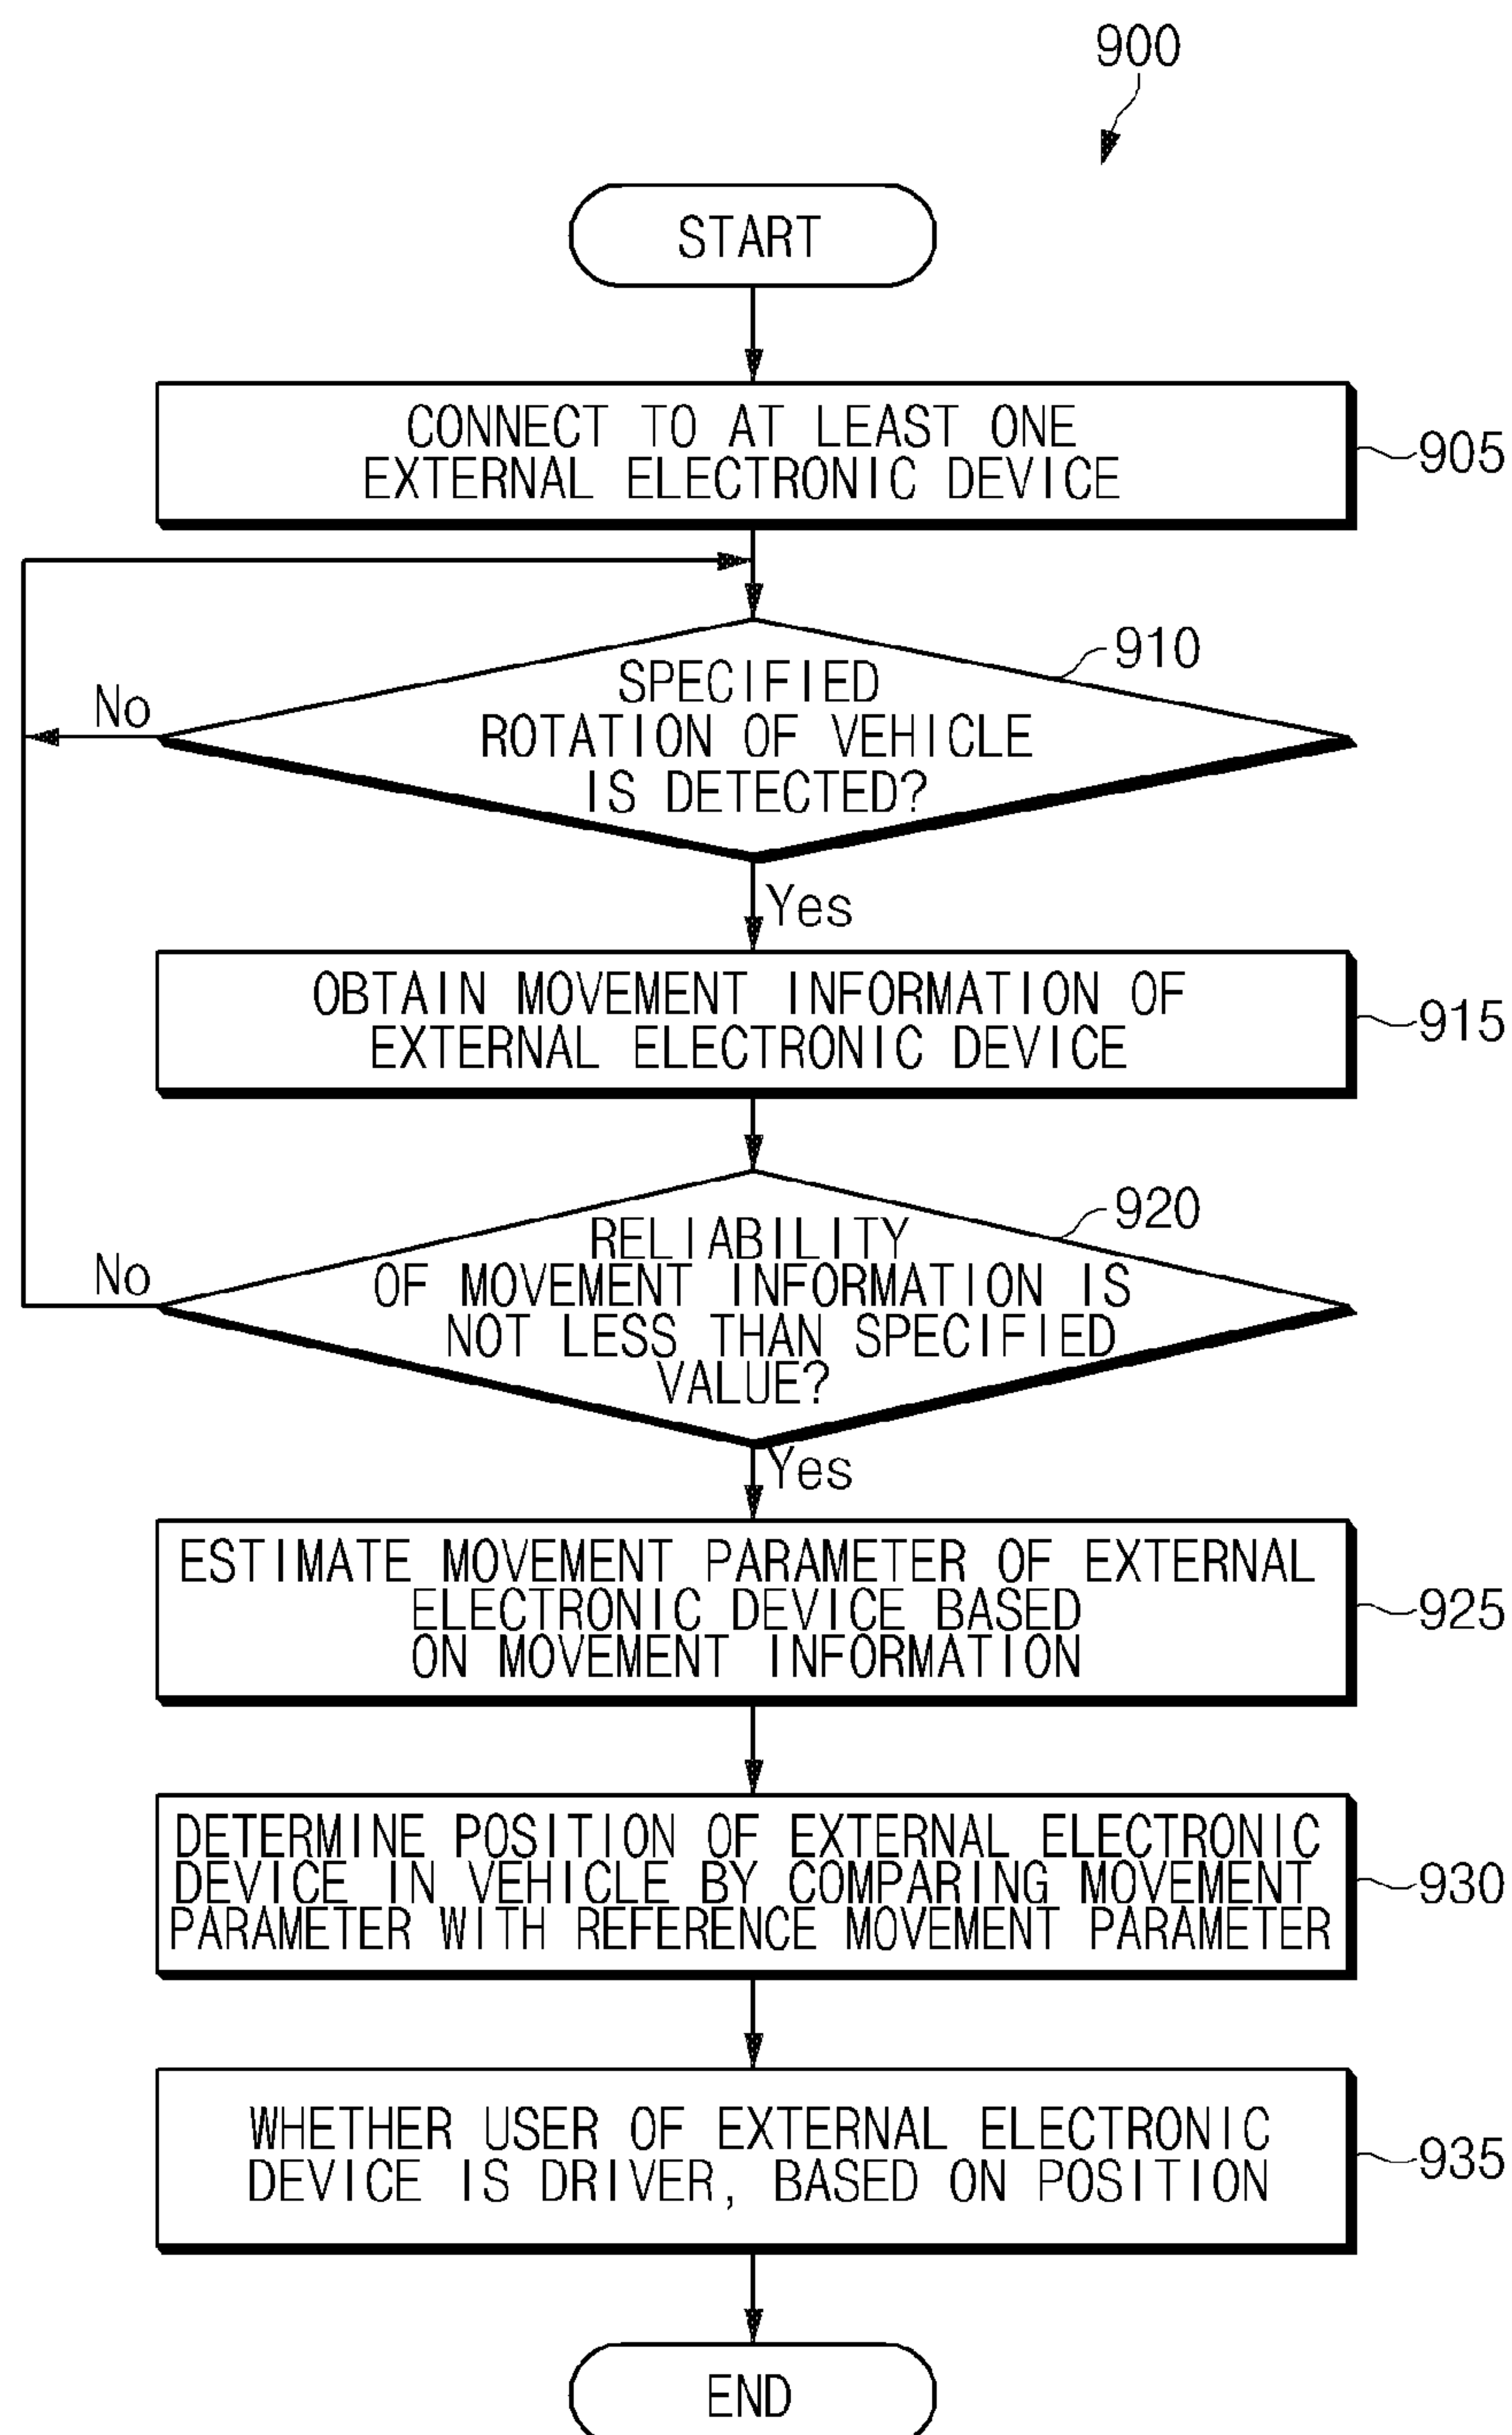 900
START
CONNECT TO AT LEAST ONE
EXTERNAL ELECTRONIC DEVICE
905
910
SPECIFIED
ROTATION OF VEHICLE
IS DETECTED?
No
Yes
OBTAIN MOVEMENT INFORMATION OF
EXTERNAL ELECTRONIC DEVICE
915
920
RELIABILITY
OF MOVEMENT INFORMATION IS
NOT LESS THAN SPECIFIED
VALUE?
No
Yes
ESTIMATE MOVEMENT PARAMETER OF EXTERNAL
ELECTRONIC DEVICE BASED
ON MOVEMENT INFORMATION
925
DETERMINE POSITION OF EXTERNAL ELECTRONIC
DEVICE IN VEHICLE BY COMPARING MOVEMENT
PARAMETER WITH REFERENCE MOVEMENT PARAMETER
930
WHETHER USER OF EXTERNAL ELECTRONIC
DEVICE IS DRIVER, BASED ON POSITION
935
END